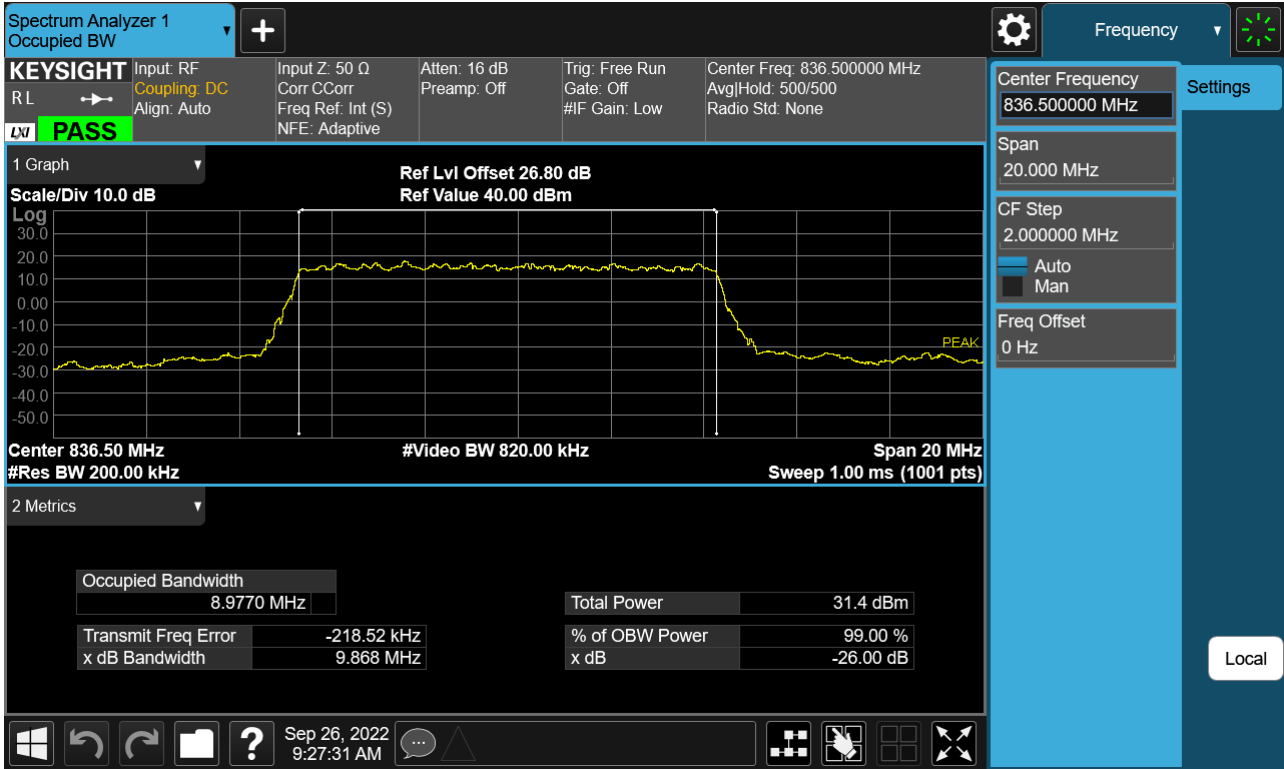 Spectrum Analyzer 1
Occupied BW
Frequency
KEYSIGHT
R L
LXI
PASS
Input: RF
Coupling: DC
Align: Auto
Input Z: 50 Ω
Corr CCorr
Freq Ref: Int (S)
NFE: Adaptive
Atten: 16 dB
Preamp: Off
Trig: Free Run
Gate: Off
#IF Gain: Low
Center Freq: 836.500000 MHz
Avg|Hold: 500/500
Radio Std: None
Center Frequency
836.500000 MHz
Settings
Span
20.000 MHz
CF Step
2.000000 MHz
Auto
Man
Freq Offset
0 Hz
Local
1 Graph
Scale/Div 10.0 dB
Ref Lvl Offset 26.80 dB
Ref Value 40.00 dBm
Log
30.0
20.0
10.0
0.00
-10.0
-20.0
-30.0
-40.0
-50.0
PEAK
Center 836.50 MHz
#Video BW 820.00 kHz
Span 20 MHz
#Res BW 200.00 kHz
Sweep 1.00 ms (1001 pts)
2 Metrics
Occupied Bandwidth
8.9770 MHz
Total Power 31.4 dBm
Transmit Freq Error -218.52 kHz
% of OBW Power 99.00 %
x dB Bandwidth 9.868 MHz
x dB -26.00 dB
?
Sep 26, 2022
9:27:31 AM